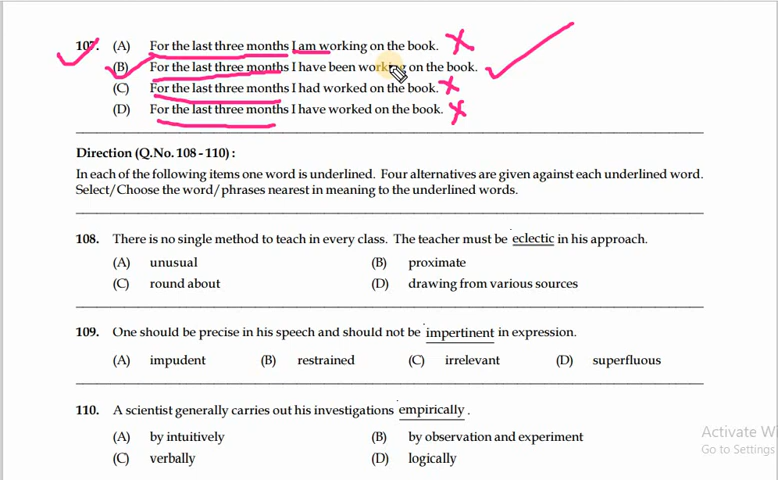 107. (A) For the last three months I am working on the book.
(B) For the last three months I have been working on the book.
(C) For the last three months I had worked on the book.
(D) For the last three months I have worked on the book.
Direction (Q.No. 108 - 110) :
In each of the following items one word is underlined. Four alternatives are given against each underlined word.
Select/Choose the word/phrases nearest in meaning to the underlined words.
108. There is no single method to teach in every class. The teacher must be eclectic in his approach.
(A) unusual (B) proximate
(C) round about (D) drawing from various sources
109. One should be precise in his speech and should not be impertinent in expression.
(A) impudent (B) restrained (C) irrelevant (D) superfluous
110. A scientist generally carries out his investigations empirically.
(A) by intuitively (B) by observation and experiment
(C) verbally (D) logically
Activate Wi
Go to Settings